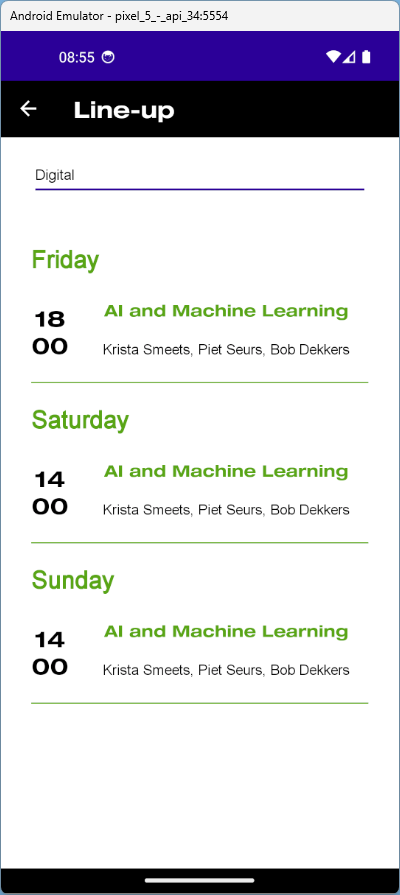 Android Emulator - pixel_5_-_api_34:5554
08:55
Line-up
Digital
Friday
18
00
AI and Machine Learning
Krista Smeets, Piet Seurs, Bob Dekkers
Saturday
14
00
AI and Machine Learning
Krista Smeets, Piet Seurs, Bob Dekkers
Sunday
14
00
AI and Machine Learning
Krista Smeets, Piet Seurs, Bob Dekkers